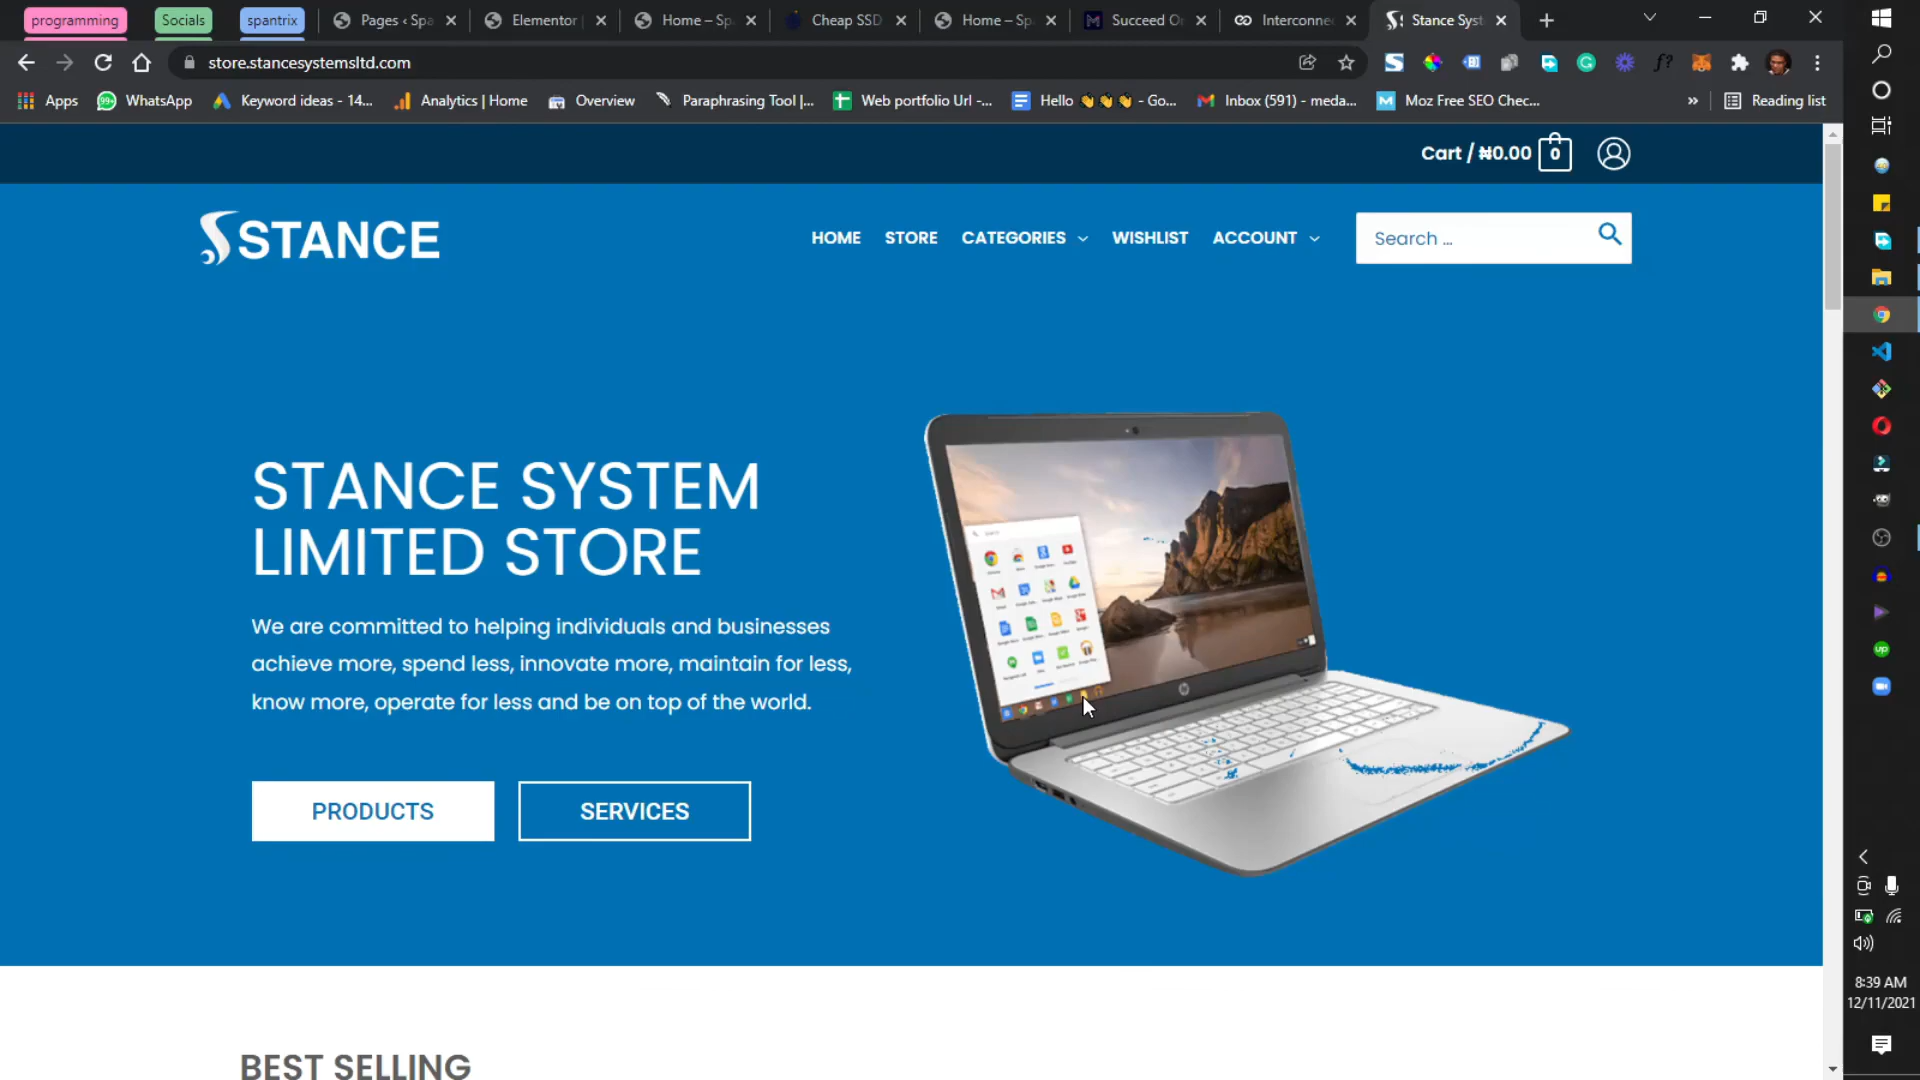 programming
Socials
spantrix
Pages ‹ Spa
Elementor
Home – Sp
Cheap SSD
Home – Sp
Succeed O
Interconne
Stance Syst
store.stancesystemsltd.com
Apps
WhatsApp
Keyword ideas - 14...
Analytics | Home
Overview
Paraphrasing Tool |...
Web portfolio Url -...
Hello 👋👋👋 - Go...
Inbox (591) - meda...
Moz Free SEO Chec...
»
Reading list
Cart / ₦0.00
0
STANCE
HOME
STORE
CATEGORIES
WISHLIST
ACCOUNT
Search ...
STANCE SYSTEM
LIMITED STORE
We are committed to helping individuals and businesses
achieve more, spend less, innovate more, maintain for less,
know more, operate for less and be on top of the world.
PRODUCTS
SERVICES
BEST SELLING
8:39 AM
12/11/2021